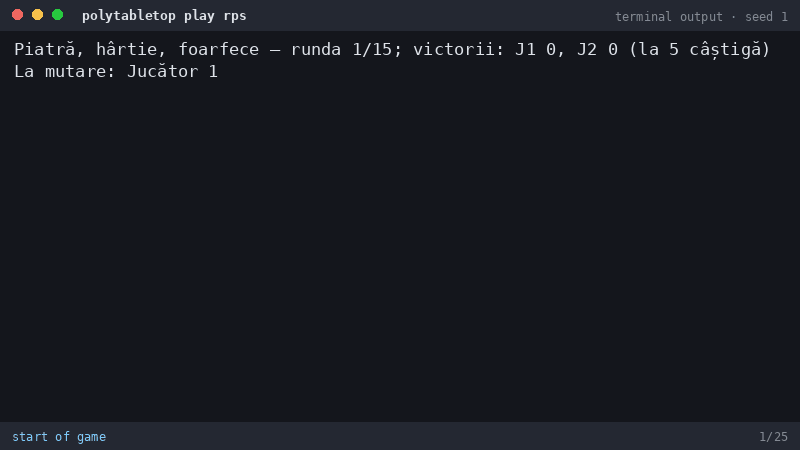 polytabletop play rps
terminal output · seed 1
Piatră, hârtie, foarfece — runda 1/15; victorii: J1 0, J2 0 (la 5 câștigă)
La mutare: Jucător 1
start of game
1/25